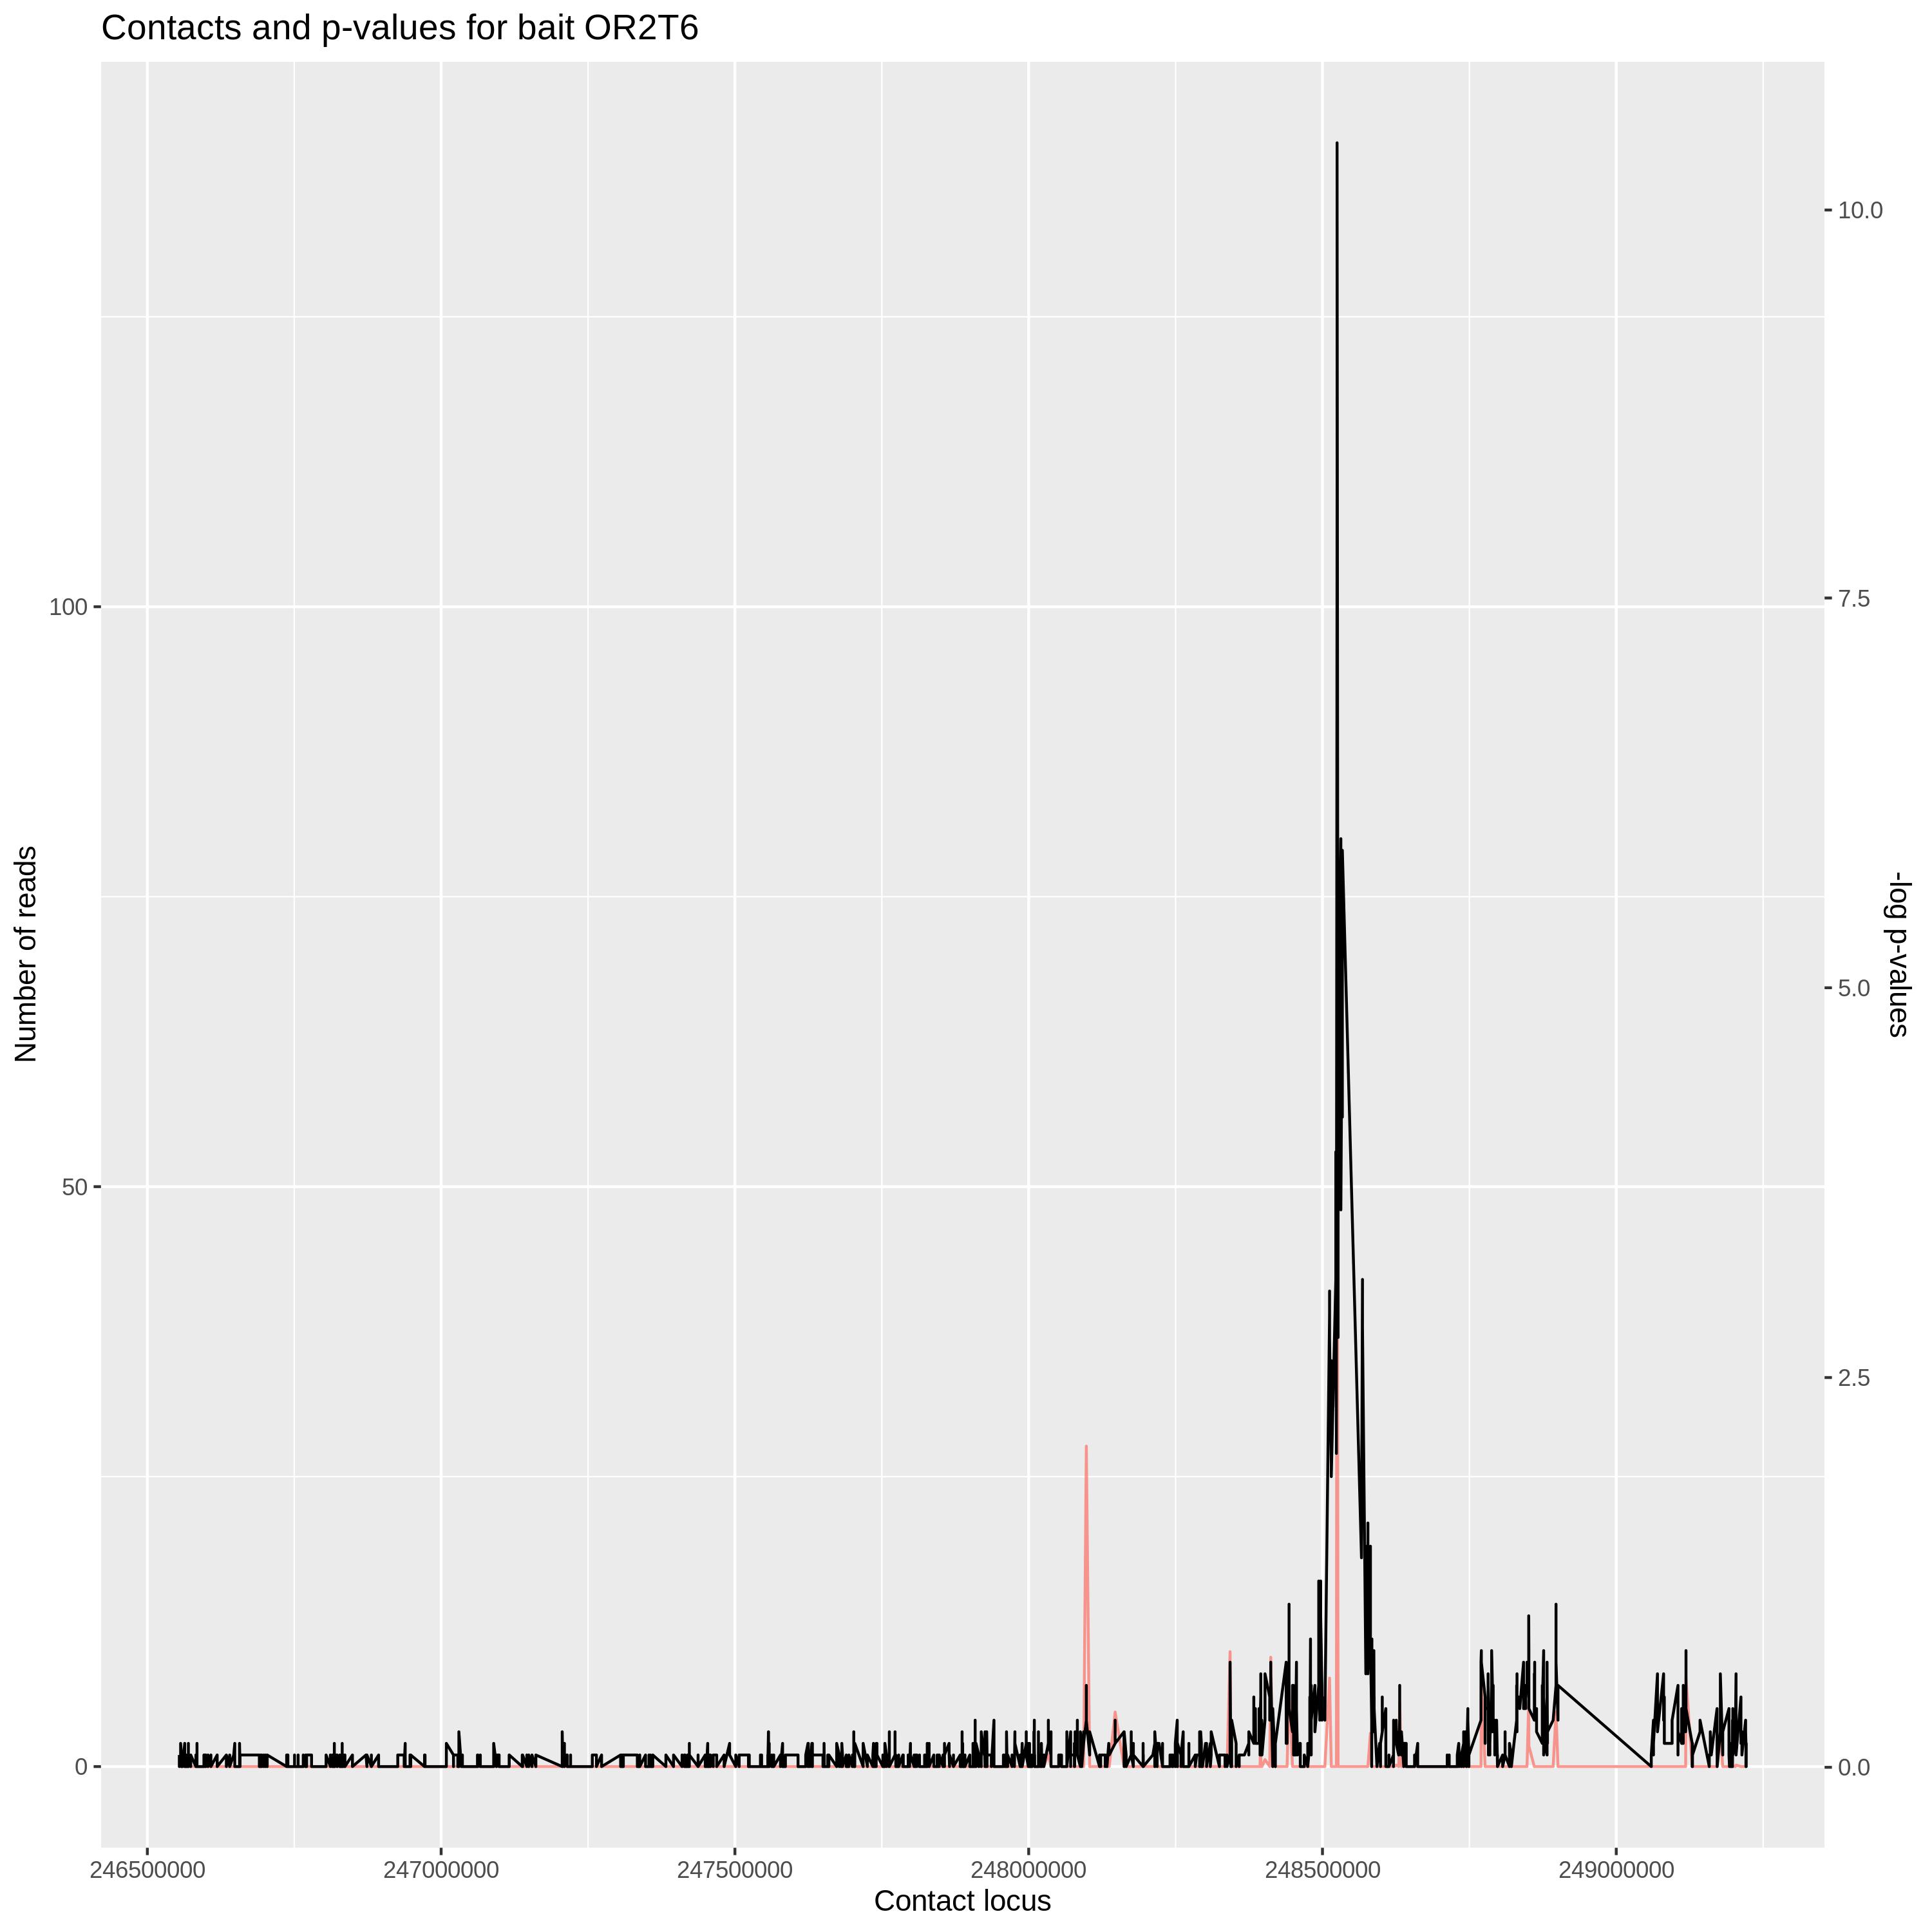 Contacts and p-values for bait OR2T6
Number of reads
100
50
0
10.0
7.5
5.0
2.5
0.0
-log p-values
246500000 247000000 247500000 248000000 248500000 249000000
Contact locus